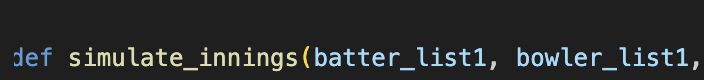 def simulate_innings(batter_list1, bowler_list1,